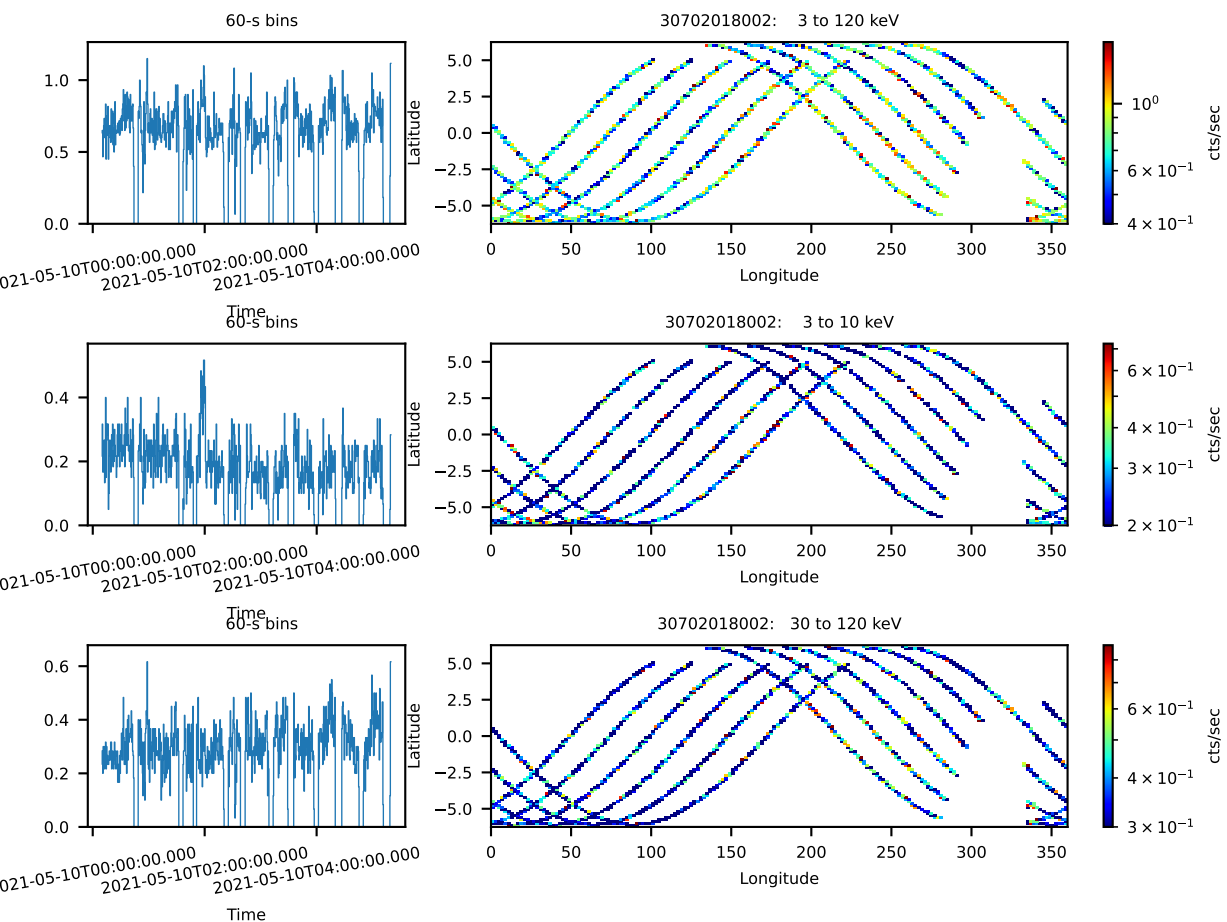 60-s bins
30702018002: 3 to 120 keV
1.0
0.5
0.0
Latitude
5.0
2.5
0.0
−2.5
−5.0
10⁰
6 × 10⁻¹
4 × 10⁻¹
cts/sec
0 50 100 150 200 250 300 350
Longitude
021-05-10T00:00:00.000
2021-05-10T02:00:00.000
2021-05-10T04:00:00.000
Time
60-s bins
30702018002: 3 to 10 keV
0.4
0.2
0.0
Latitude
5.0
2.5
0.0
−2.5
−5.0
6 × 10⁻¹
4 × 10⁻¹
3 × 10⁻¹
2 × 10⁻¹
cts/sec
0 50 100 150 200 250 300 350
Longitude
021-05-10T00:00:00.000
2021-05-10T02:00:00.000
2021-05-10T04:00:00.000
Time
60-s bins
30702018002: 30 to 120 keV
0.6
0.4
0.2
0.0
Latitude
5.0
2.5
0.0
−2.5
−5.0
6 × 10⁻¹
4 × 10⁻¹
3 × 10⁻¹
cts/sec
0 50 100 150 200 250 300 350
Longitude
021-05-10T00:00:00.000
2021-05-10T02:00:00.000
2021-05-10T04:00:00.000
Time